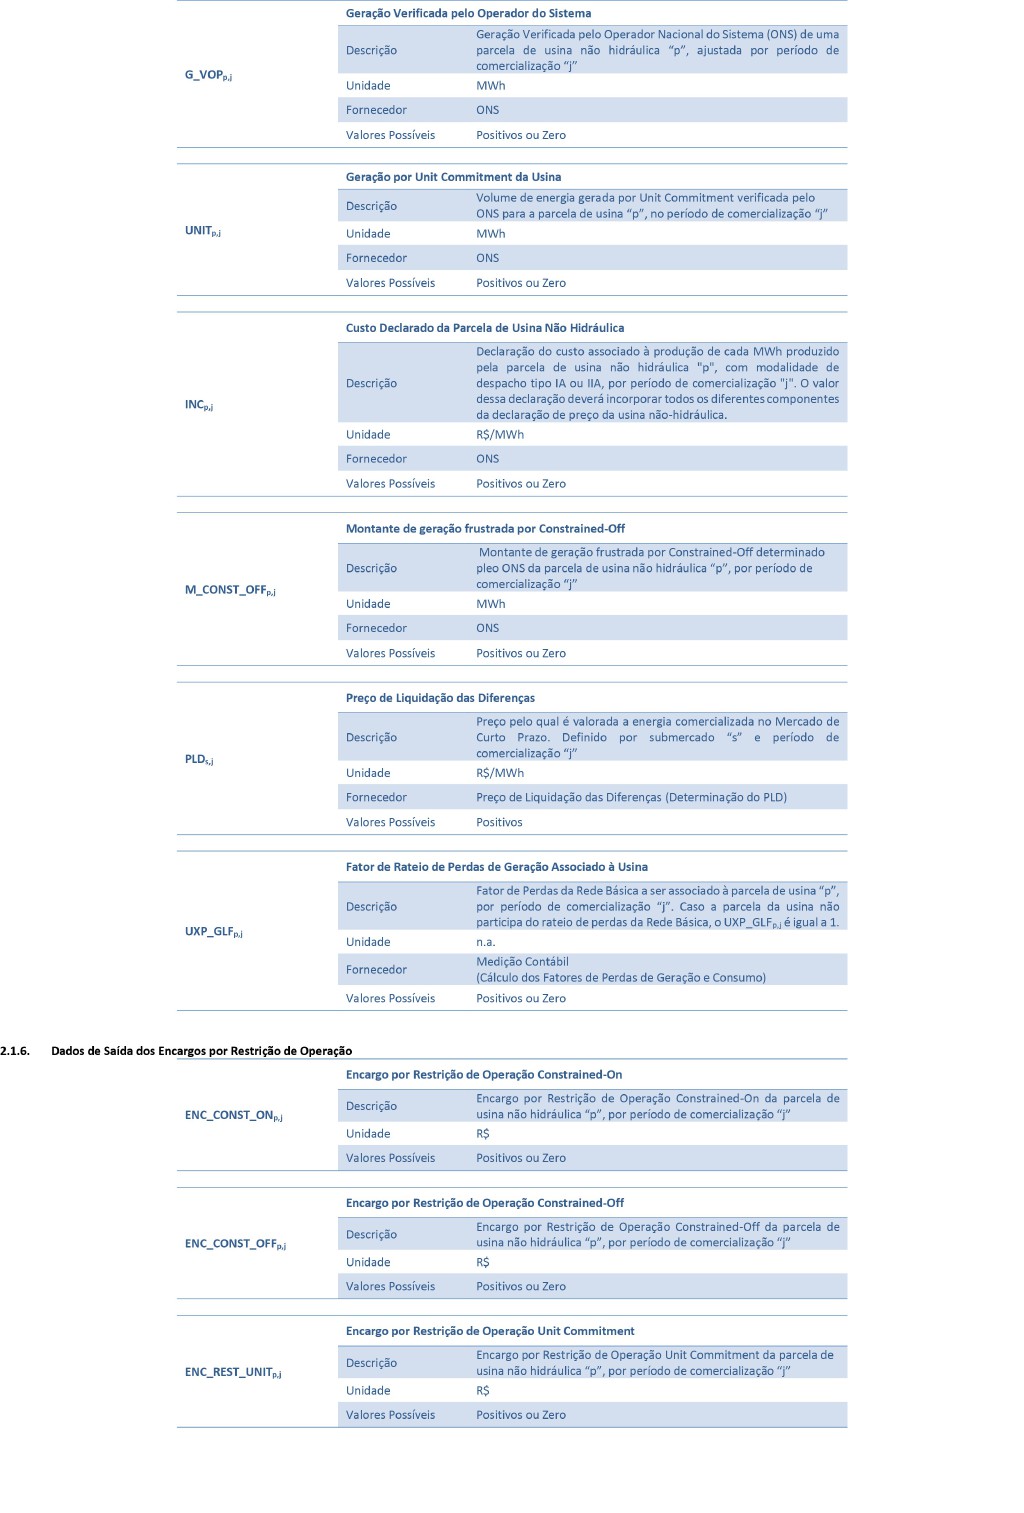 Geração Verificada pelo Operador do Sistema
G_VOPp,j
Descrição
Geração Verificada pelo Operador Nacional do Sistema (ONS) de uma
parcela de usina não hidráulica “p”, ajustada por período de
comercialização “j”
Unidade MWh
Fornecedor ONS
Valores Possíveis Positivos ou Zero
Geração por Unit Commitment da Usina
UNITp,j
Descrição
Volume de energia gerada por Unit Commitment verificada pelo
ONS para a parcela de usina “p”, no período de comercialização “j”
Unidade MWh
Fornecedor ONS
Valores Possíveis Positivos ou Zero
Custo Declarado da Parcela de Usina Não Hidráulica
INCp,j
Descrição
Declaração do custo associado à produção de cada MWh produzido
pela parcela de usina não hidráulica "p", com modalidade de
despacho tipo IA ou IIA, por período de comercialização "j". O valor
dessa declaração deverá incorporar todos os diferentes componentes
da declaração de preço da usina não-hidráulica.
Unidade R$/MWh
Fornecedor ONS
Valores Possíveis Positivos ou Zero
Montante de geração frustrada por Constrained-Off
M_CONST_OFFp,j
Descrição
Montante de geração frustrada por Constrained-Off determinado
pleo ONS da parcela de usina não hidráulica “p”, por período de
comercialização “j”
Unidade MWh
Fornecedor ONS
Valores Possíveis Positivos ou Zero
Preço de Liquidação das Diferenças
PLDs,j
Descrição
Preço pelo qual é valorada a energia comercializada no Mercado de
Curto Prazo. Definido por submercado “s” e período de
comercialização “j”
Unidade R$/MWh
Fornecedor Preço de Liquidação das Diferenças (Determinação do PLD)
Valores Possíveis Positivos
Fator de Rateio de Perdas de Geração Associado à Usina
UXP_GLFp,j
Descrição
Fator de Perdas da Rede Básica a ser associado à parcela de usina “p”,
por período de comercialização “j”. Caso a parcela da usina não
participa do rateio de perdas da Rede Básica, o UXP_GLFp,j é igual a 1.
Unidade n.a.
Fornecedor
Medição Contábil
(Cálculo dos Fatores de Perdas de Geração e Consumo)
Valores Possíveis Positivos ou Zero
2.1.6. Dados de Saída dos Encargos por Restrição de Operação
Encargo por Restrição de Operação Constrained-On
ENC_CONST_ONp,j
Descrição
Encargo por Restrição de Operação Constrained-On da parcela de
usina não hidráulica “p”, por período de comercialização “j”
Unidade R$
Valores Possíveis Positivos ou Zero
Encargo por Restrição de Operação Constrained-Off
ENC_CONST_OFFp,j
Descrição
Encargo por Restrição de Operação Constrained-Off da parcela de
usina não hidráulica “p”, por período de comercialização “j”
Unidade R$
Valores Possíveis Positivos ou Zero
Encargo por Restrição de Operação Unit Commitment
ENC_REST_UNITp,j
Descrição
Encargo por Restrição de Operação Unit Commitment da parcela de
usina não hidráulica “p”, por período de comercialização “j”
Unidade R$
Valores Possíveis Positivos ou Zero